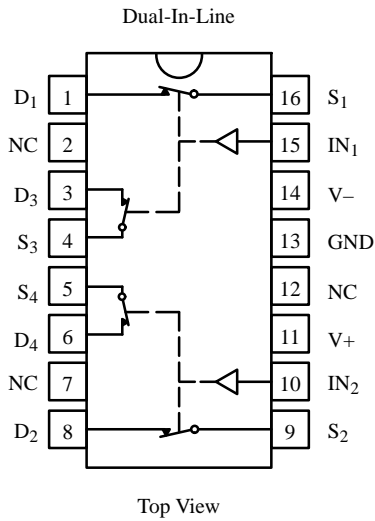 Dual-In-Line
D1 1 16 S1
NC 2 15 IN1
D3 3 14 V–
S3 4 13 GND
S4 5 12 NC
D4 6 11 V+
NC 7 10 IN2
D2 8 9 S2
Top View